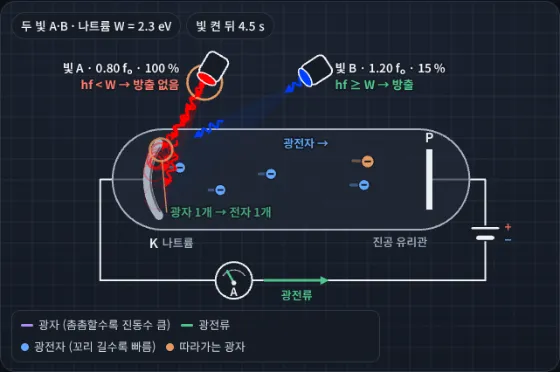 두 빛 A·B · 나트륨 W = 2.3 eV
빛 켠 뒤 4.5 s
빛 A · 0.80 f₀ · 100 %
hf < W → 방출 없음
빛 B · 1.20 f₀ · 15 %
hf ≥ W → 방출
광전자 →
P
광자 1개 → 전자 1개
K 나트륨
진공 유리관
+
−
A
광전류
광자 (촘촘할수록 진동수 큼)
광전류
광전자 (꼬리 길수록 빠름)
따라가는 광자